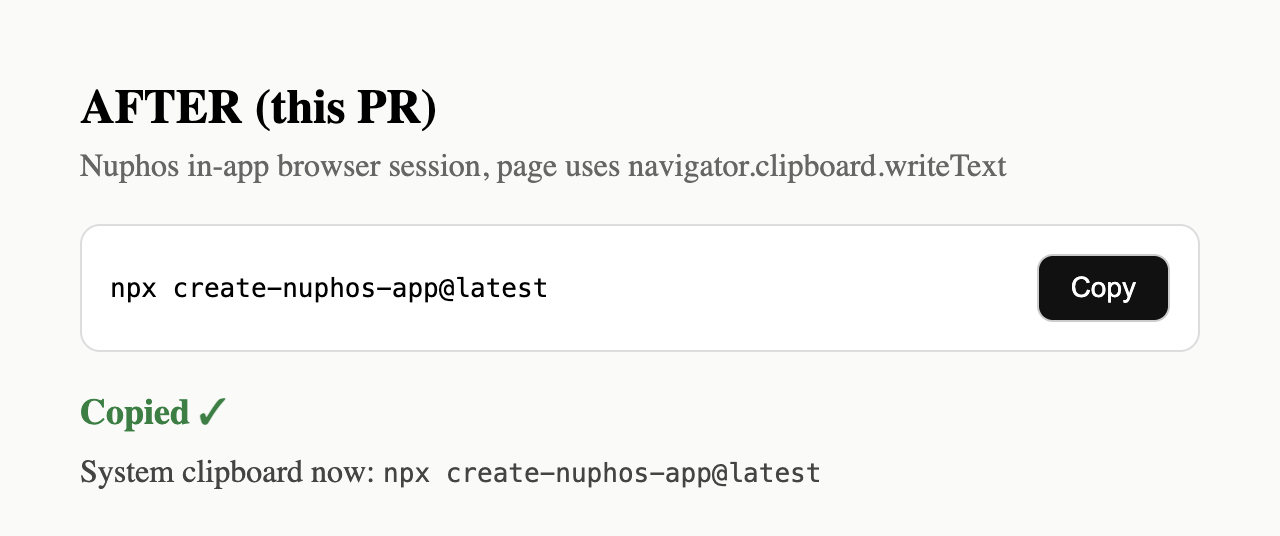 AFTER (this PR)
Nuphos in-app browser session, page uses navigator.clipboard.writeText
npx create-nuphos-app@latest
Copy
Copied ✓
System clipboard now: npx create-nuphos-app@latest